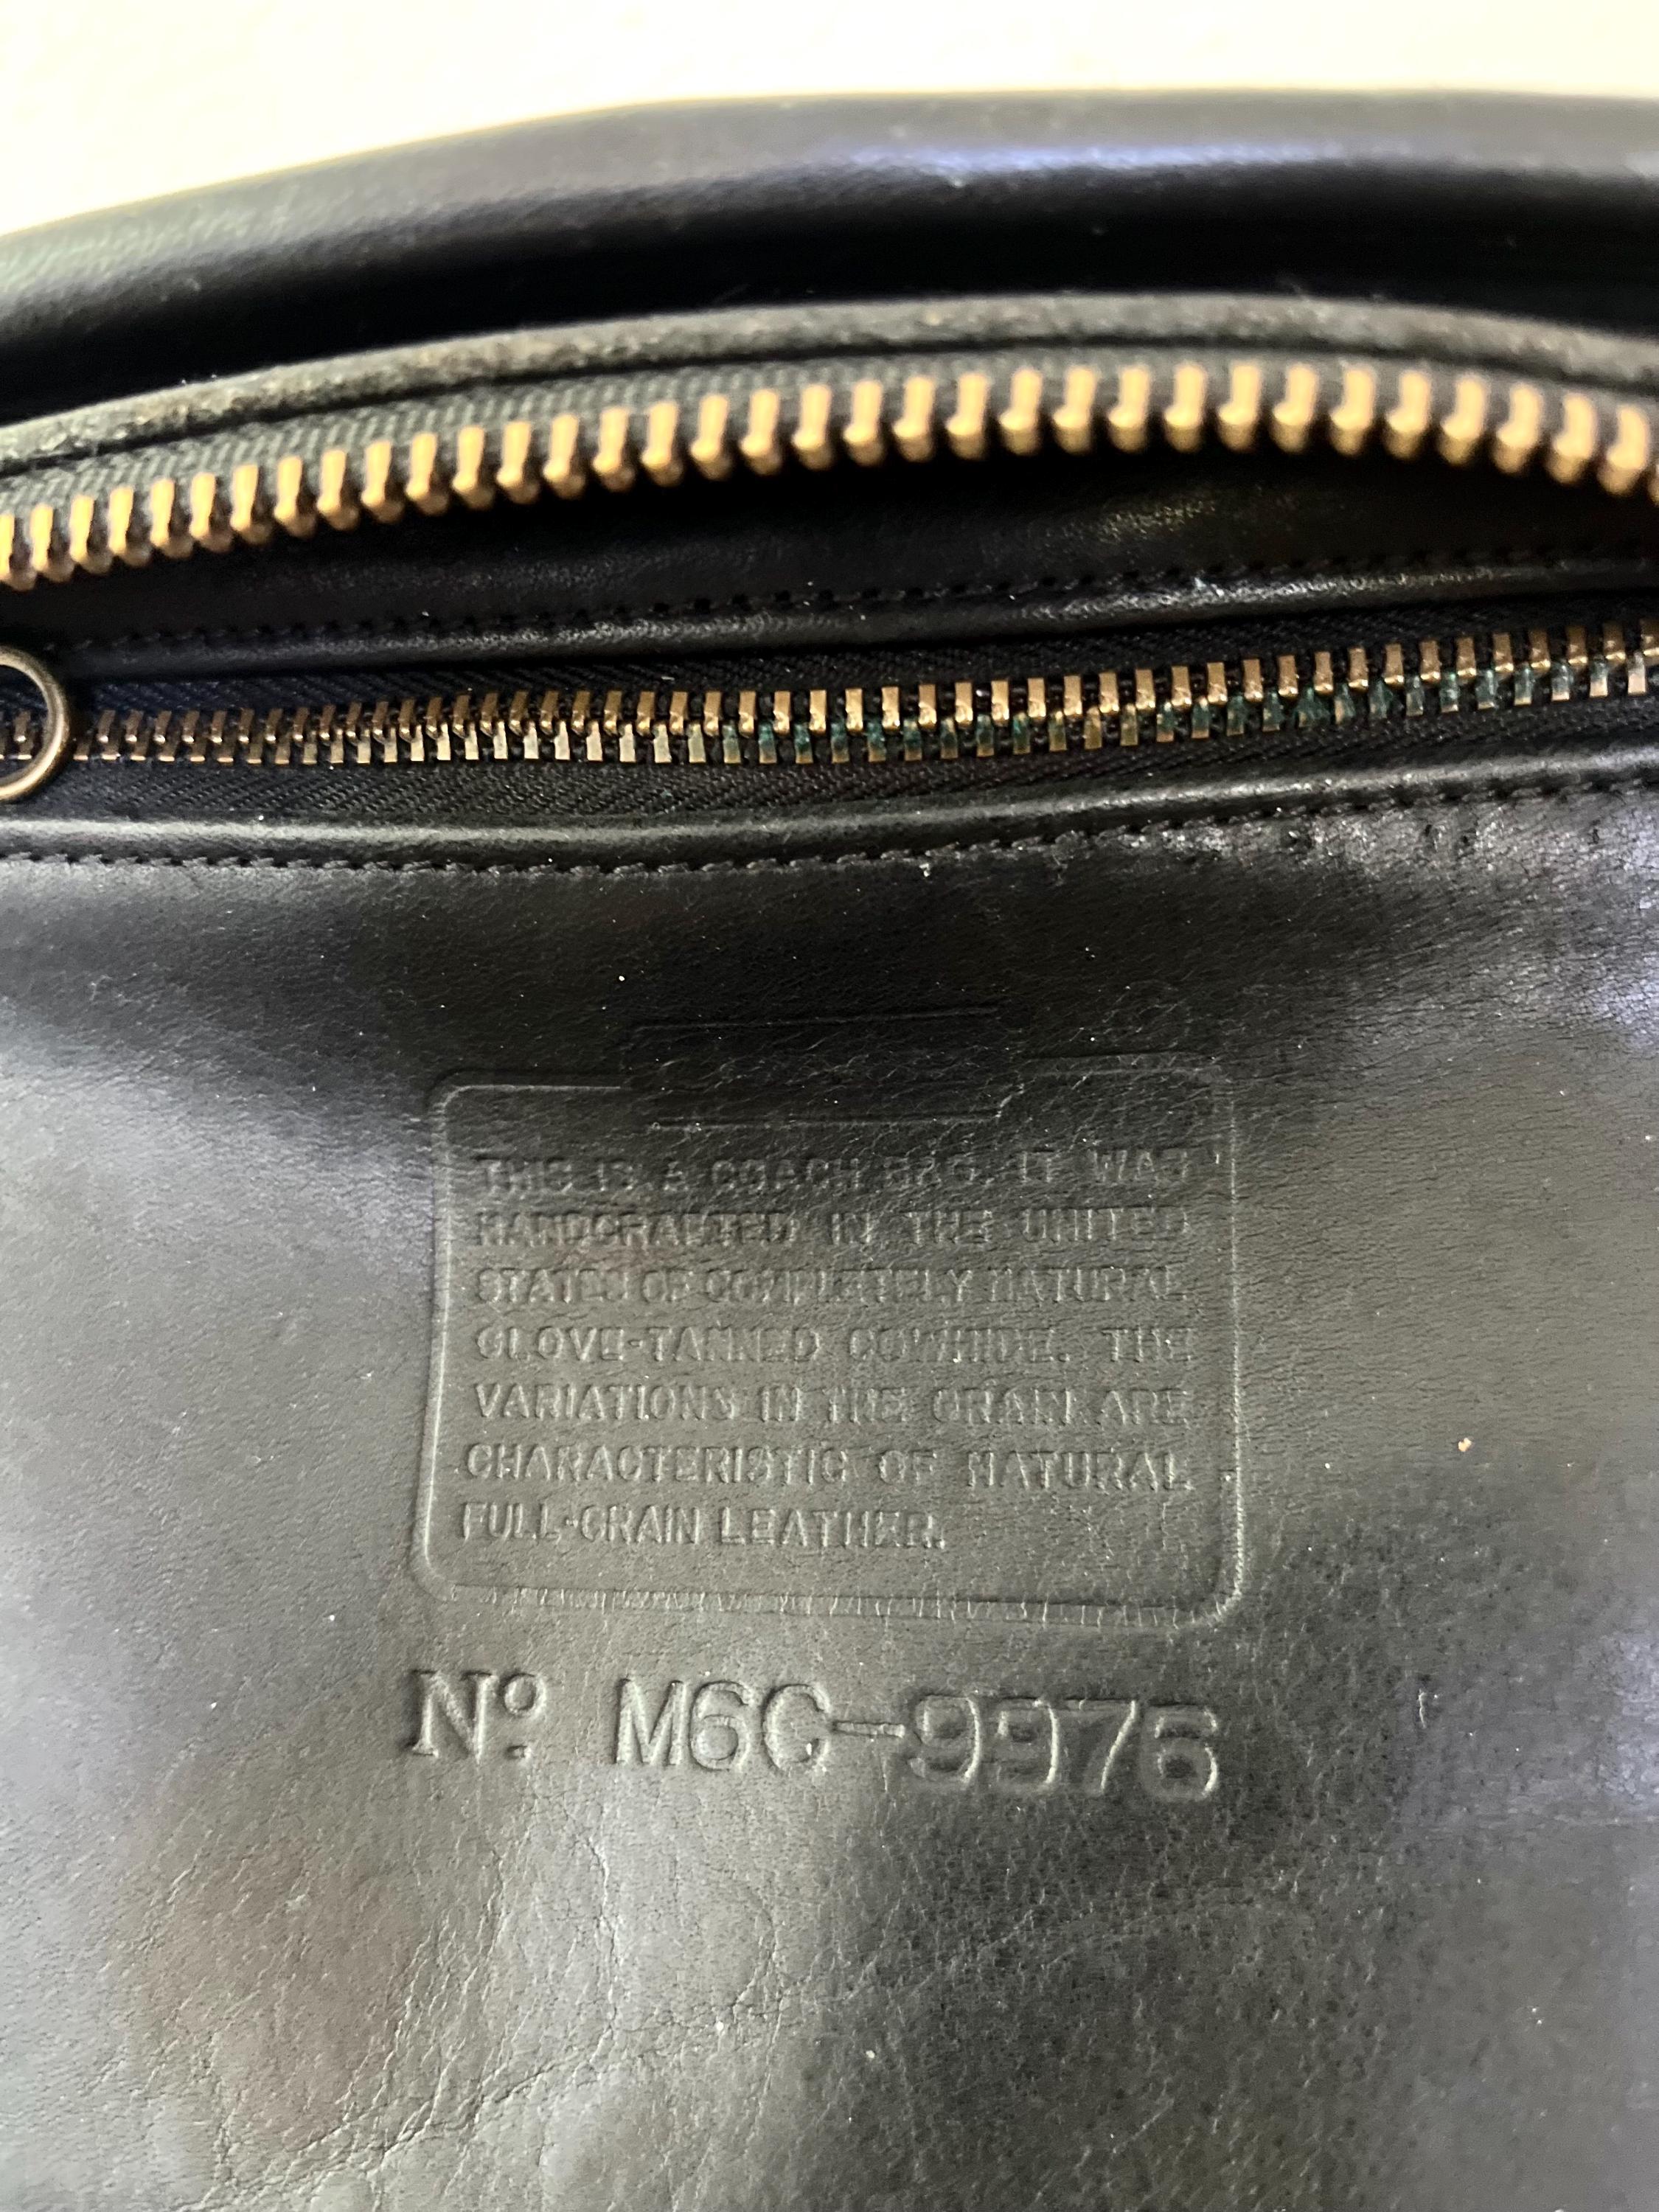 THIS IS A COACH BAG. IT WAS
HANDCRAFTED IN THE UNITED
STATES OF COMPLETELY NATURAL
GLOVE-TANNED COWHIDE. THE
VARIATIONS IN THE GRAIN ARE
CHARACTERISTIC OF NATURAL
FULL-GRAIN LEATHER.
Nº M6C-9976